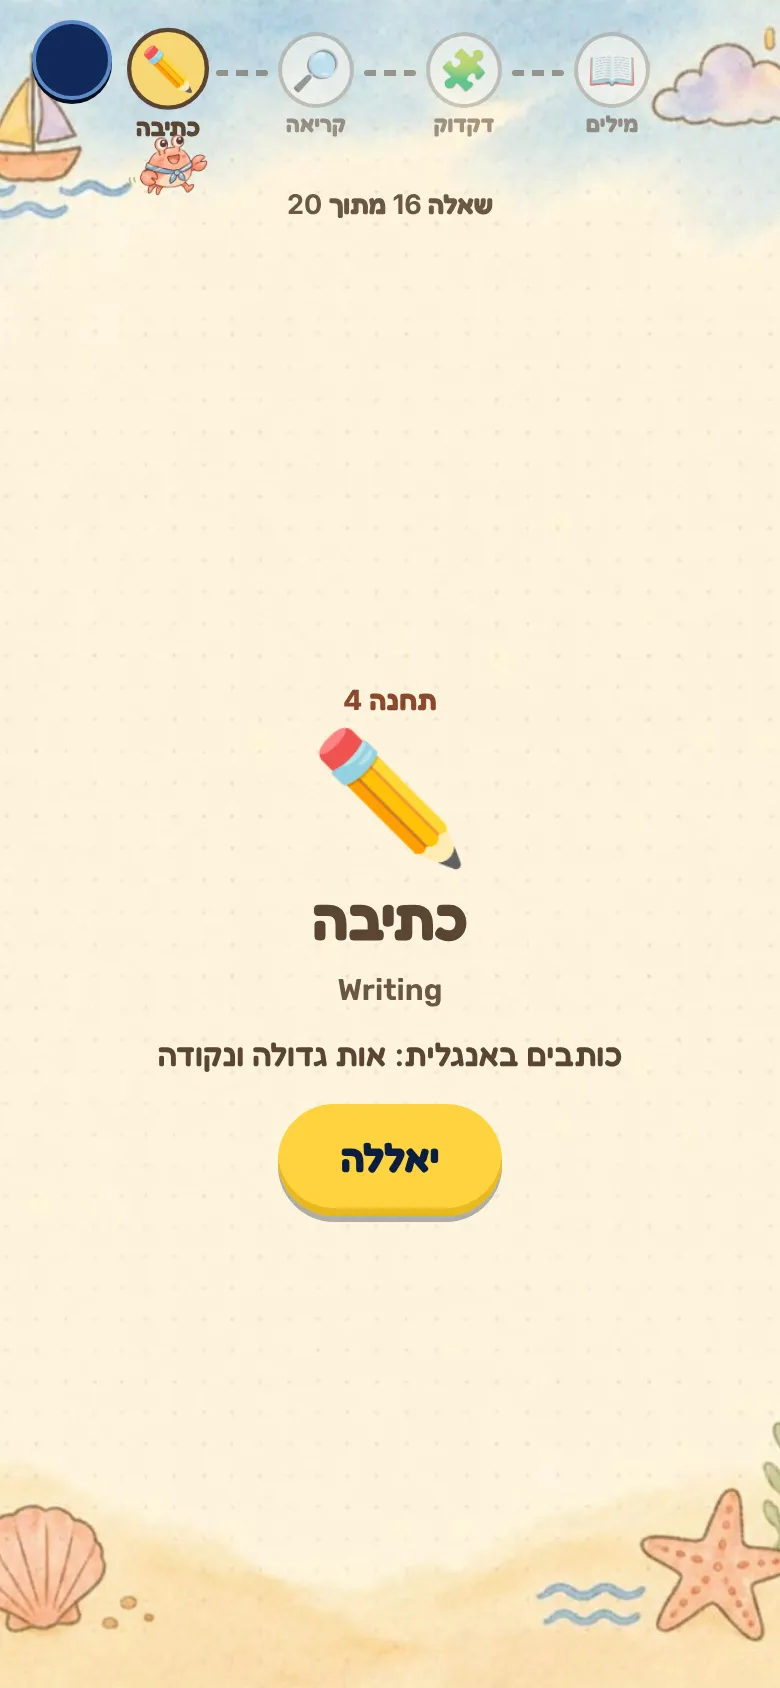 מילים
דקדוק
קריאה
כתיבה
שאלה 16 מתוך 20
תחנה 4
כתיבה
Writing
כותבים באנגלית: אות גדולה ונקודה
יאללה